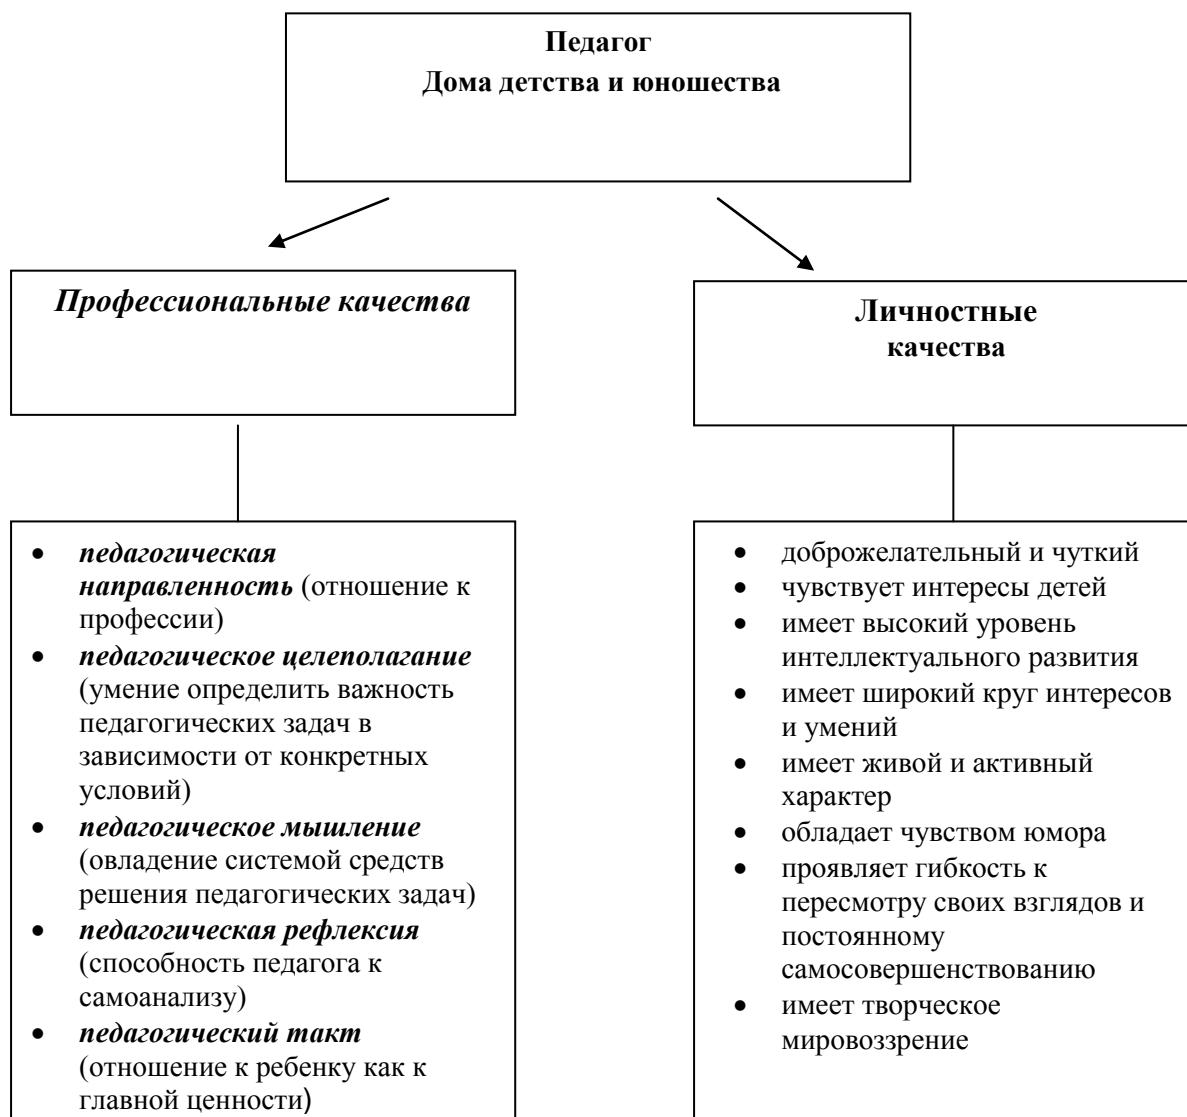 Педагог
Дома детства и юношества
Профессиональные качества
Личностные
качества
• педагогическая
направленность (отношение к
профессии)
• педагогическое целеполагание
(умение определить важность
педагогических задач в
зависимости от конкретных
условий)
• педагогическое мышление
(овладение системой средств
решения педагогических задач)
• педагогическая рефлексия
(способность педагога к
самоанализу)
• педагогический такт
(отношение к ребенку как к
главной ценности)
• доброжелательный и чуткий
• чувствует интересы детей
• имеет высокий уровень
интеллектуального развития
• имеет широкий круг интересов
и умений
• имеет живой и активный
характер
• обладает чувством юмора
• проявляет гибкость к
пересмотру своих взглядов и
постоянному
самосовершенствованию
• имеет творческое
мировоззрение